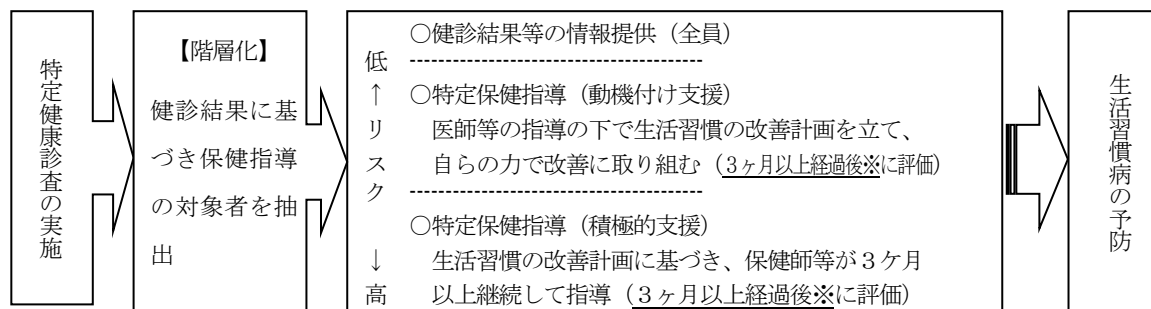 特定健康診査の実施
【階層化】
健診結果に基
づき保健指導
の対象者を抽
出
低
↑
リ
ス
ク
↓
高
○健診結果等の情報提供（全員）
○特定保健指導（動機付け支援）
医師等の指導の下で生活習慣の改善計画を立て、
自らの力で改善に取り組む（３ヶ月以上経過後※に評価）
○特定保健指導（積極的支援）
生活習慣の改善計画に基づき、保健師等が３ケ月
以上継続して指導（３ヶ月以上経過後※に評価）
生活習慣病の予防